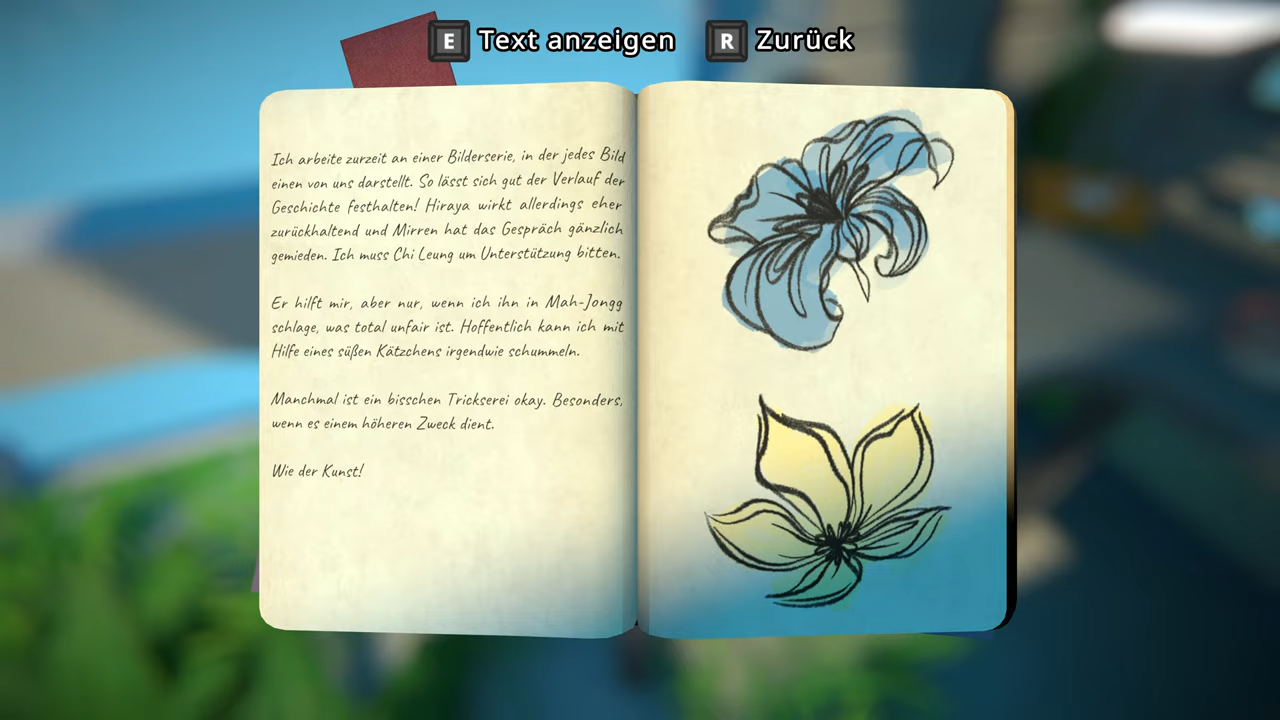 E Text anzeigen R Zurück
Ich arbeite zurzeit an einer Bilderserie, in der jedes Bild
einen von uns darstellt. So lässt sich gut der Verlauf der
Geschichte festhalten! Hiraya wirkt allerdings eher
zurückhaltend und Mirren hat das Gespräch gänzlich
gemieden. Ich muss Chi Leung um Unterstützung bitten.
Er hilft mir, aber nur, wenn ich ihn in Mah-Jongg
schlage, was total unfair ist. Hoffentlich kann ich mit
Hilfe eines süßen Kätzchens irgendwie schummeln.
Manchmal ist ein bisschen Trickserei okay. Besonders,
wenn es einem höheren Zweck dient.
Wie der Kunst!